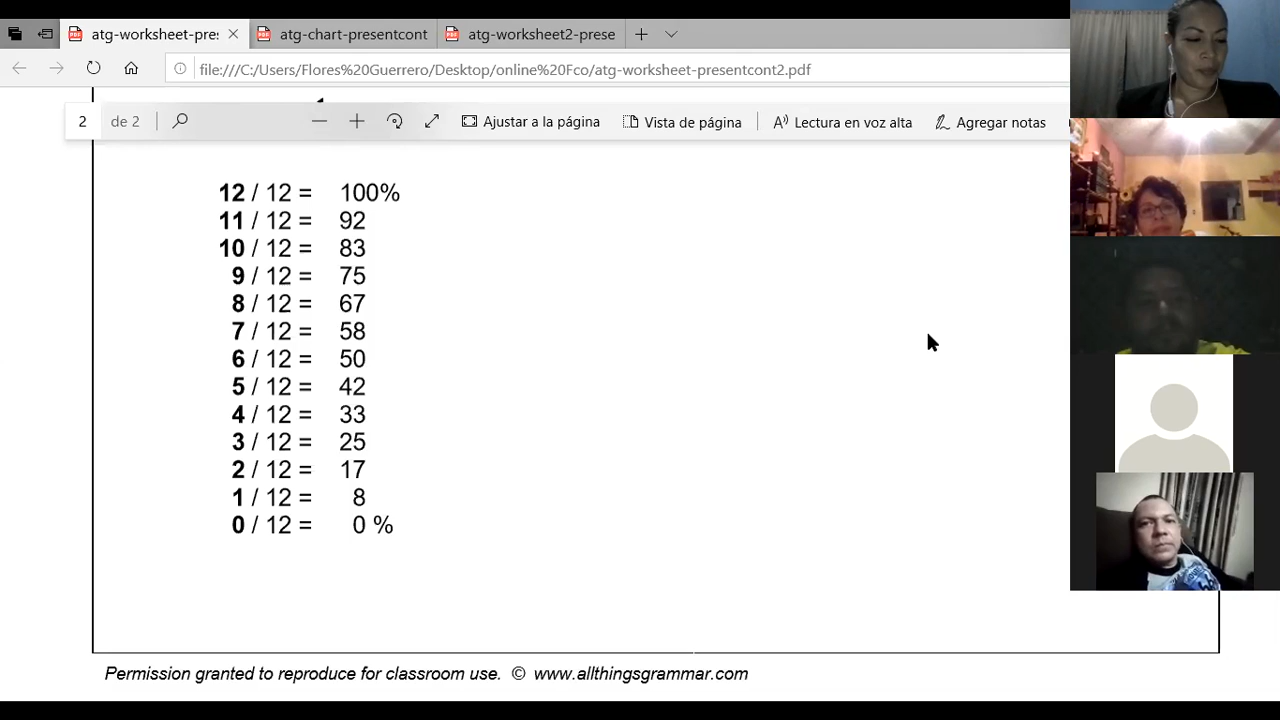 atg-worksheet-pres
atg-chart-presentcont
atg-worksheet2-prese
file:///C:/Users/Flores%20Guerrero/Desktop/online%20Fco/atg-worksheet-presentcont2.pdf
2 de 2
Ajustar a la página
Vista de página
Lectura en voz alta
Agregar notas
12 / 12 = 100%
11 / 12 = 92
10 / 12 = 83
9 / 12 = 75
8 / 12 = 67
7 / 12 = 58
6 / 12 = 50
5 / 12 = 42
4 / 12 = 33
3 / 12 = 25
2 / 12 = 17
1 / 12 = 8
0 / 12 = 0 %
Permission granted to reproduce for classroom use. © www.allthingsgrammar.com